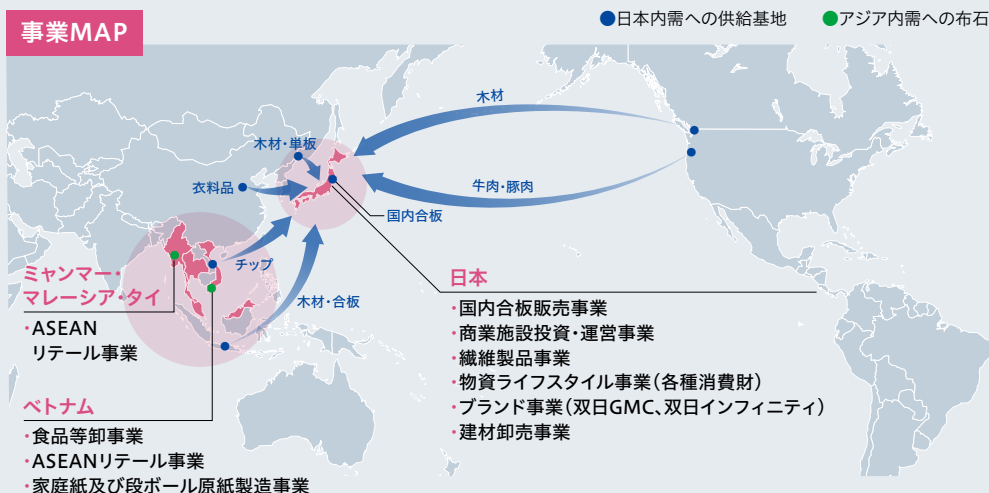 事業MAP
●日本内需への供給基地
●アジア内需への布石
木材
木材・単板
衣料品
牛肉・豚肉
国内合板
チップ
木材・合板
ミャンマー・
マレーシア・タイ
・ASEAN
リテール事業
ベトナム
・食品等卸事業
・ASEANリテール事業
・家庭紙及び段ボール原紙製造事業
日本
・国内合板販売事業
・商業施設投資・運営事業
・繊維製品事業
・物資ライフスタイル事業（各種消費財）
・ブランド事業（双日GMC、双日インフィニティ）
・建材卸売事業